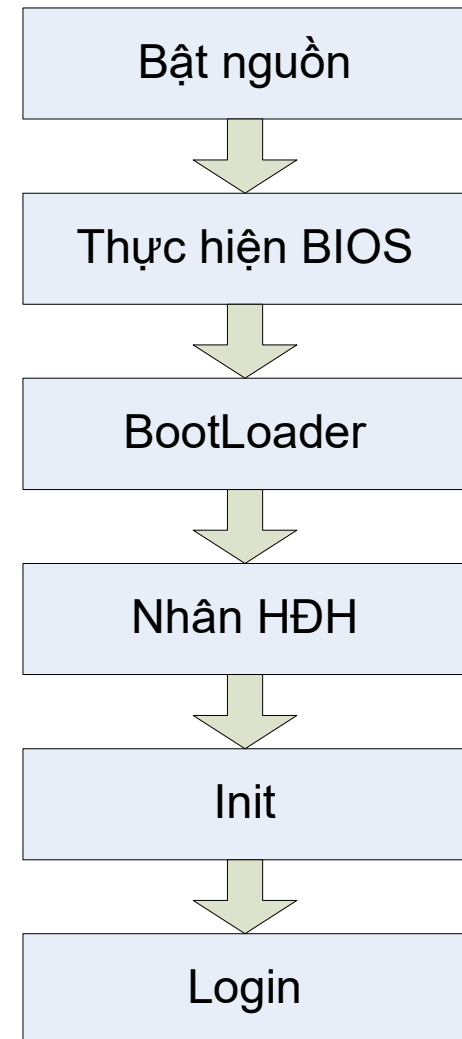 Bật nguồn
Thực hiện BIOS
BootLoader
Nhân HĐH
Init
Login